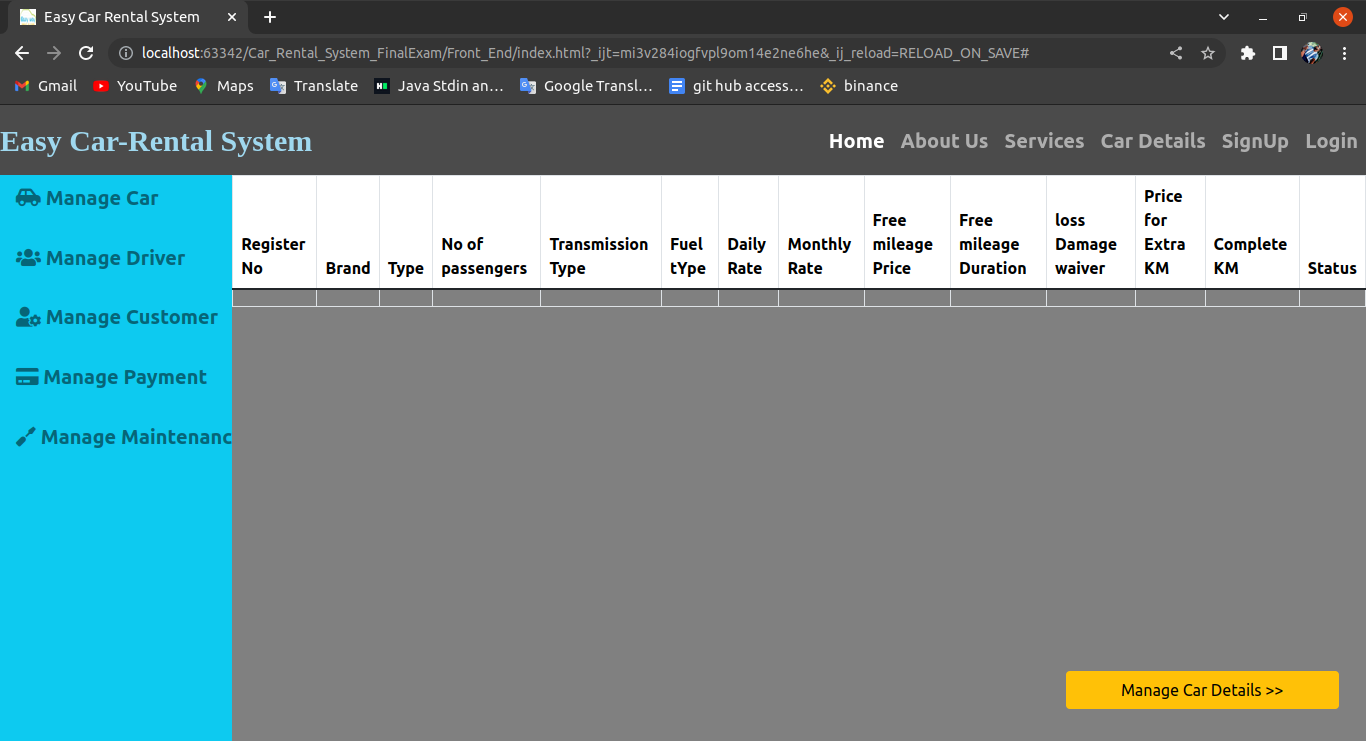 Easy Car Rental System
localhost:63342/Car_Rental_System_FinalExam/Front_End/index.html?_ijt=mi3v284iogfvpl9om14e2ne6he&_ij_reload=RELOAD_ON_SAVE#
Gmail YouTube Maps Translate Java Stdin an... Google Transl... git hub access... binance
Easy Car-Rental System Home About Us Services Car Details SignUp Login
Manage Car
Manage Driver
Manage Customer
Manage Payment
Manage Maintenanc
Register
No
Brand
Type
No of
passengers
Transmission
Type
Fuel
tYpe
Daily
Rate
Monthly
Rate
Free
mileage
Price
Free
mileage
Duration
loss
Damage
waiver
Price
for
Extra
KM
Complete
KM
Status
Manage Car Details >>